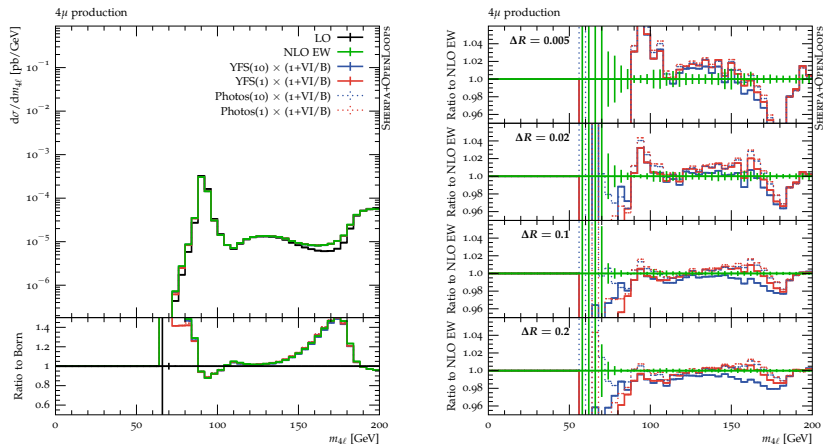 4μ production
LO
NLO EW
YFS(10) × (1+VI/B)
YFS(1) × (1+VI/B)
Photos(10) × (1+VI/B)
Photos(1) × (1+VI/B)
SHERPA+OPENLOOPS
dσ/dm4ℓ [pb/GeV]
10⁻¹
10⁻²
10⁻³
10⁻⁴
10⁻⁵
10⁻⁶
Ratio to Born
1.4
1.2
1
0.8
0.6
0 50 100 150 200
m4ℓ [GeV]
4μ production
SHERPA+OPENLOOPS
ΔR = 0.005
Ratio to NLO EW
1.04
1.02
1.0
0.98
0.96
ΔR = 0.02
Ratio to NLO EW
1.04
1.02
1.0
0.98
0.96
ΔR = 0.1
Ratio to NLO EW
1.04
1.02
1.0
0.98
0.96
ΔR = 0.2
Ratio to NLO EW
1.04
1.02
1.0
0.98
0.96
0 50 100 150 200
m4ℓ [GeV]